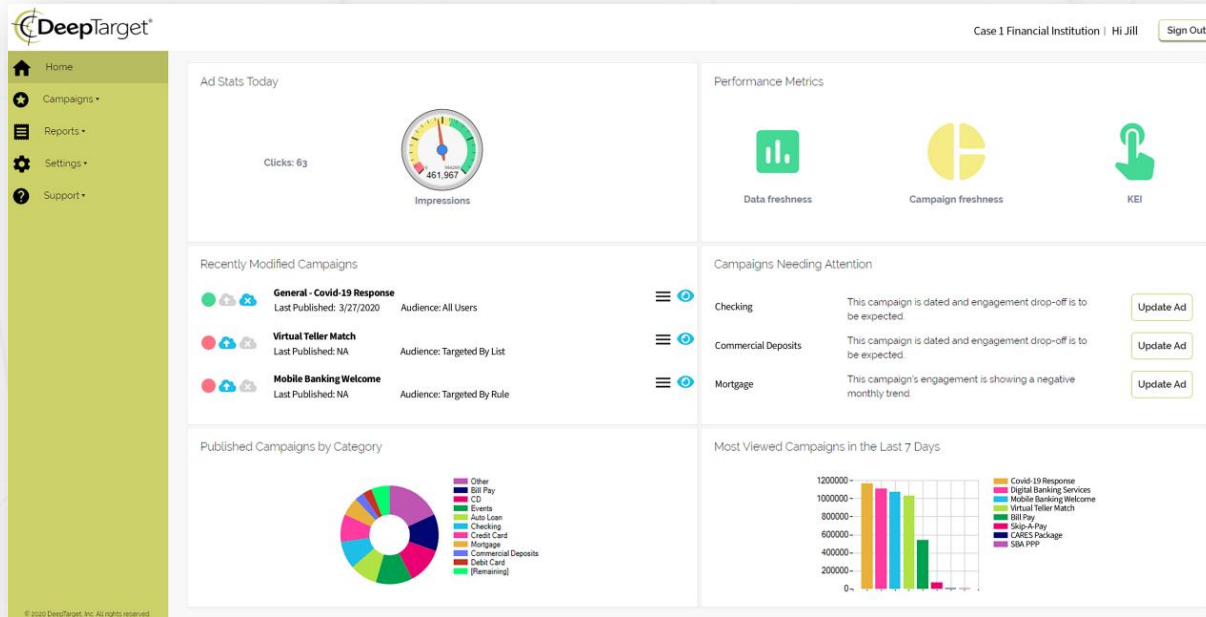 DeepTarget®
Case 1 Financial Institution | Hi Jill
Sign Out
Home
Campaigns
Reports
Settings
Support
© 2020 DeepTarget, Inc. All rights reserved.
Ad Stats Today
Clicks: 63
461,967
Impressions
Performance Metrics
Data freshness
Campaign freshness
KEI
Recently Modified Campaigns
General - Covid-19 Response
Last Published: 3/27/2020 Audience: All Users
Virtual Teller Match
Last Published: NA Audience: Targeted By List
Mobile Banking Welcome
Last Published: NA Audience: Targeted By Rule
Campaigns Needing Attention
Checking
This campaign is dated and engagement drop-off is to
be expected.
Update Ad
Commercial Deposits
This campaign is dated and engagement drop-off is to
be expected.
Update Ad
Mortgage
This campaign's engagement is showing a negative
monthly trend.
Update Ad
Published Campaigns by Category
Other
Bill Pay
CD
Events
Auto Loan
Checking
Credit Card
Mortgage
Commercial Deposits
Debit Card
[Remaining]
Most Viewed Campaigns in the Last 7 Days
1200000
1000000
800000
600000
400000
200000
0
Covid-19 Response
Digital Banking Services
Mobile Banking Welcome
Virtual Teller Match
Bill Pay
Skip-A-Pay
CARES Package
SBA PPP